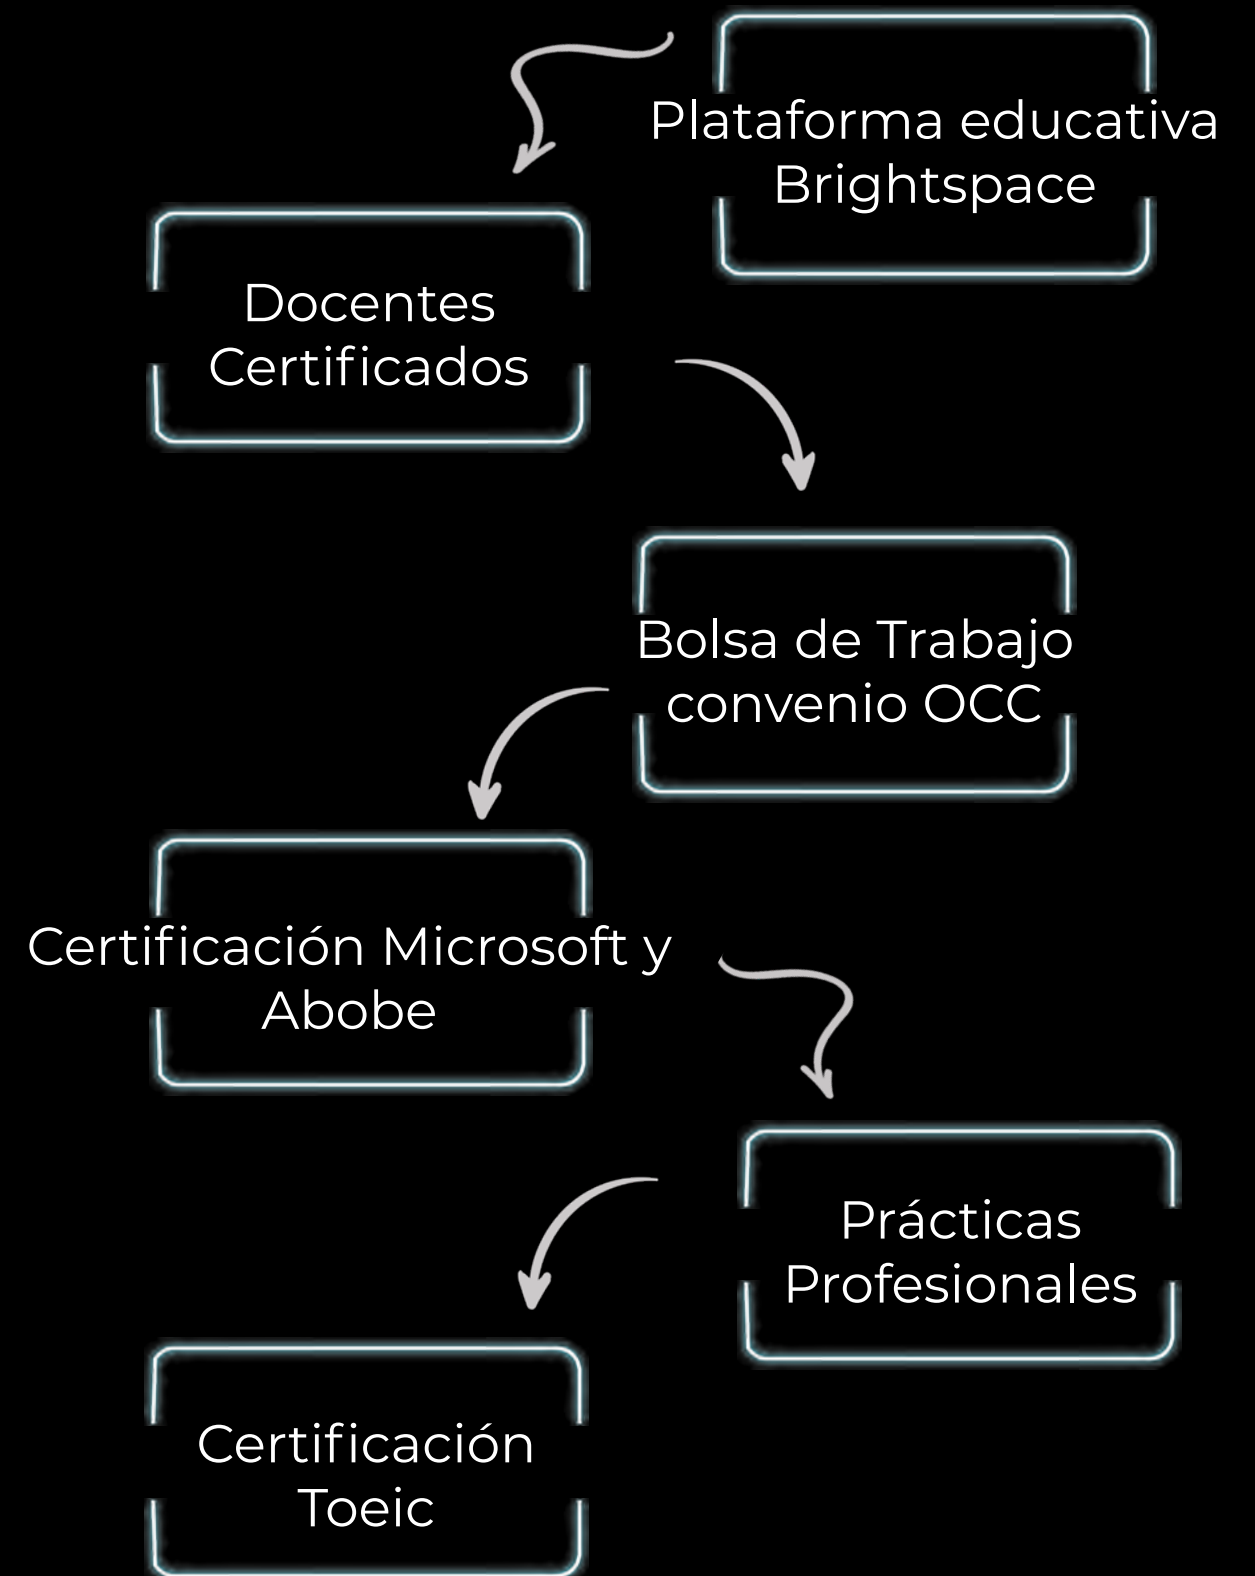 Plataforma educativa
Brightspace
Docentes
Certificados
Bolsa de Trabajo
convenio OCC
Certificación Microsoft y
Abobe
Prácticas
Profesionales
Certificación
Toeic